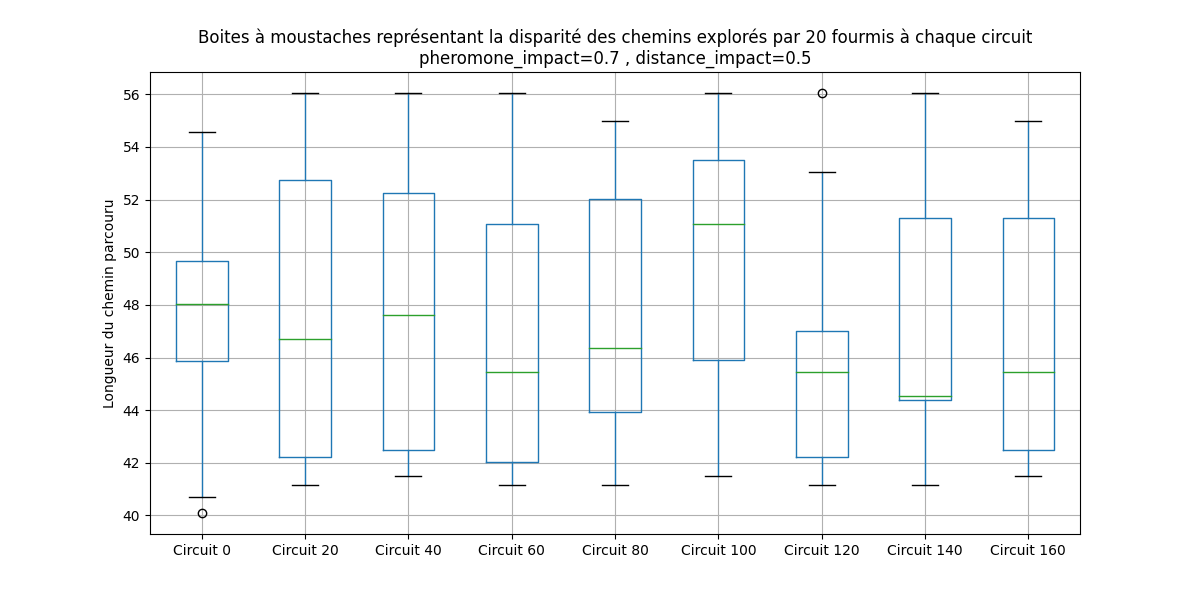 Boites à moustaches représentant la disparité des chemins explorés par 20 fourmis à chaque circuit
pheromone_impact=0.7 , distance_impact=0.5
Longueur du chemin parcouru
56
54
52
50
48
46
44
42
40
Circuit 0 Circuit 20 Circuit 40 Circuit 60 Circuit 80 Circuit 100 Circuit 120 Circuit 140 Circuit 160